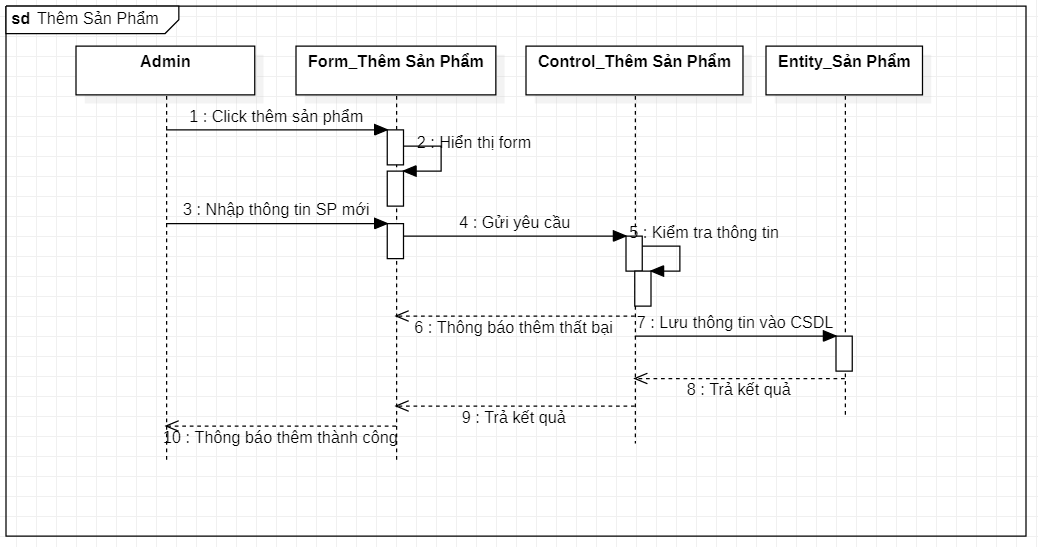 sd Thêm Sản Phẩm
Admin
Form_Thêm Sản Phẩm
Control_Thêm Sản Phẩm
Entity_Sản Phẩm
1 : Click thêm sản phẩm
2 : Hiển thị form
3 : Nhập thông tin SP mới
4 : Gửi yêu cầu
5 : Kiểm tra thông tin
6 : Thông báo thêm thất bại
7 : Lưu thông tin vào CSDL
8 : Trả kết quả
9 : Trả kết quả
10 : Thông báo thêm thành công